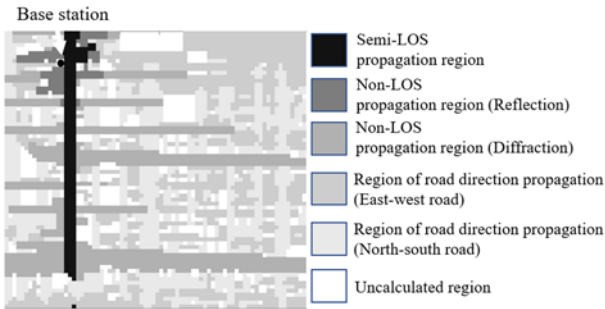 Base station
Semi-LOS
propagation region
Non-LOS
propagation region (Reflection)
Non-LOS
propagation region (Diffraction)
Region of road direction propagation
(East-west road)
Region of road direction propagation
(North-south road)
Uncalculated region